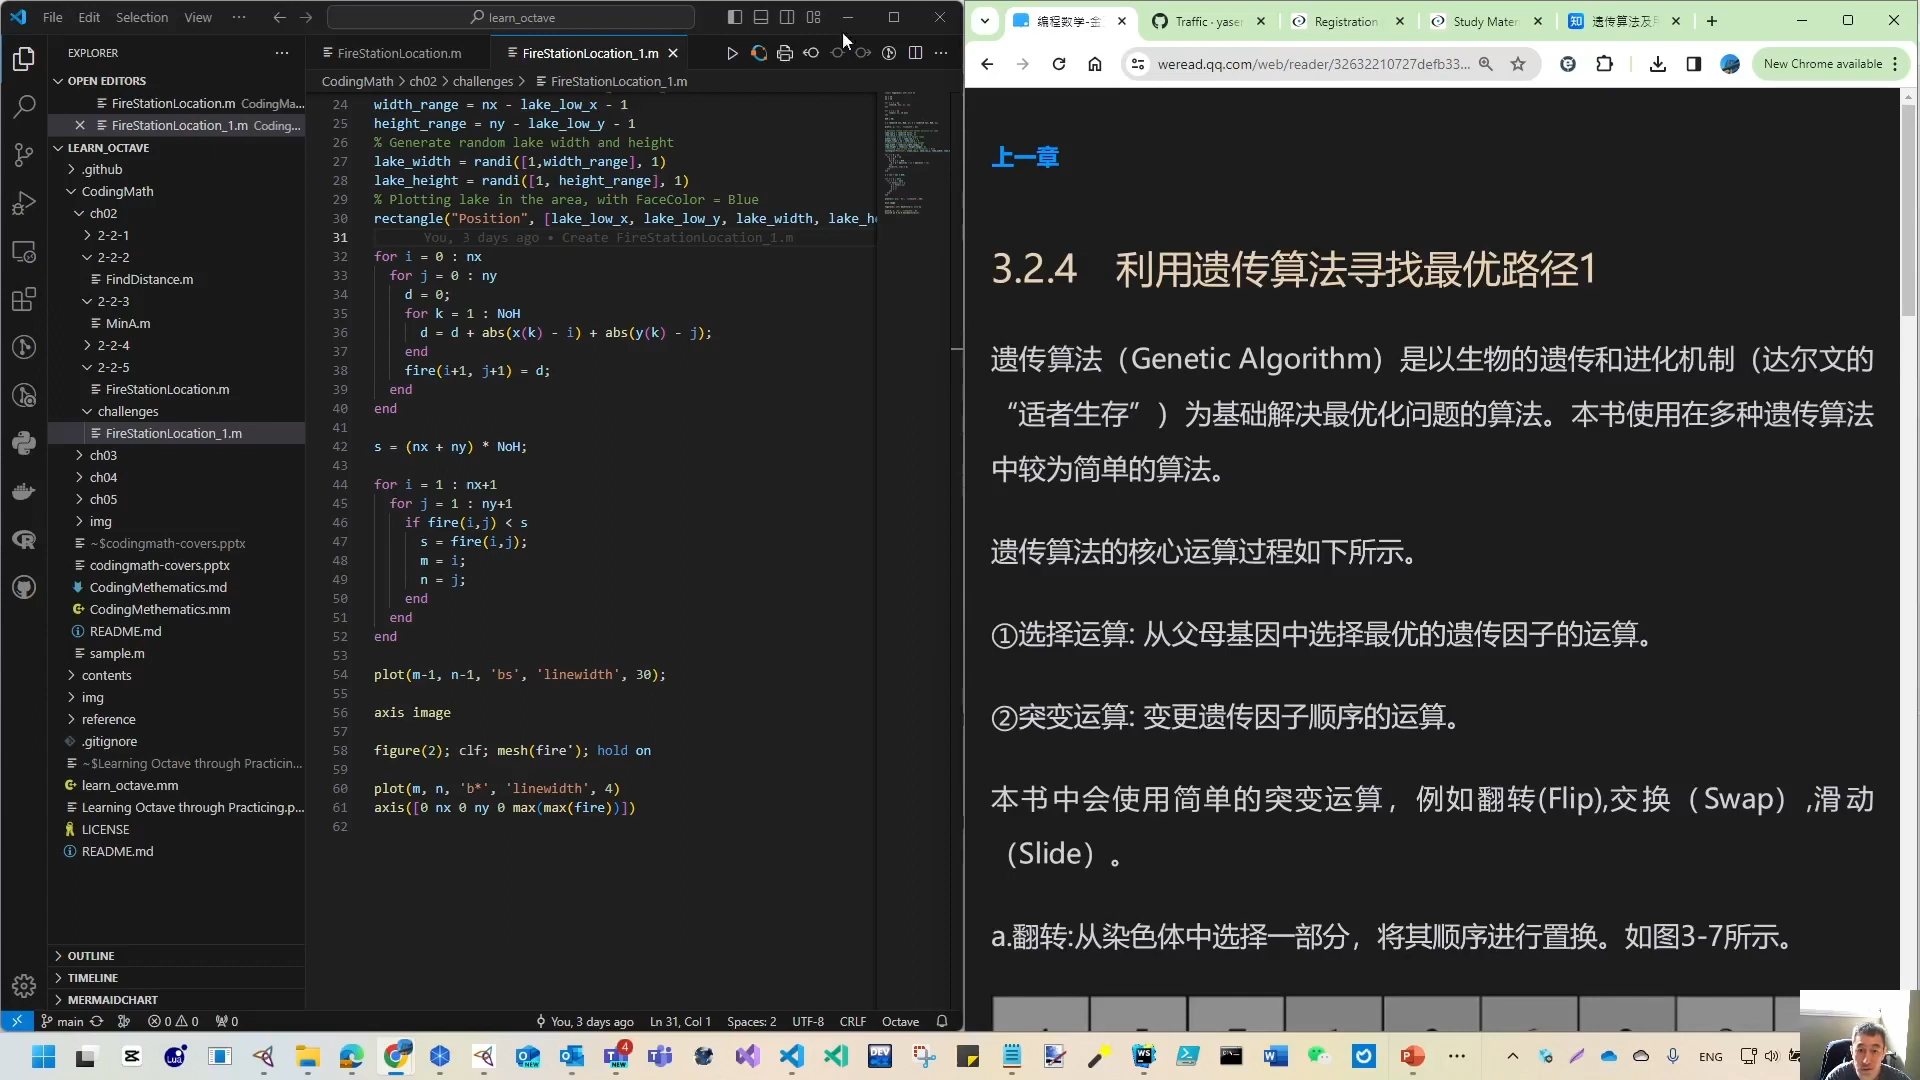 File Edit Selection View ···
learn_octave
EXPLORER
OPEN EDITORS
FireStationLocation.m CodingMa...
FireStationLocation_1.m Coding...
LEARN_OCTAVE
.github
CodingMath
ch02
2-2-1
2-2-2
FindDistance.m
2-2-3
MinA.m
2-2-4
2-2-5
FireStationLocation.m
challenges
FireStationLocation_1.m
ch03
ch04
ch05
img
~$codingmath-covers.pptx
codingmath-covers.pptx
CodingMethematics.md
CodingMethematics.mm
README.md
sample.m
contents
img
reference
.gitignore
~$Learning Octave through Practicin...
learn_octave.mm
Learning Octave through Practicing.p...
LICENSE
README.md
OUTLINE
TIMELINE
MERMAIDCHART
FireStationLocation.m
FireStationLocation_1.m
CodingMath > ch02 > challenges > FireStationLocation_1.m
24 width_range = nx - lake_low_x - 1
25 height_range = ny - lake_low_y - 1
26 % Generate random lake width and height
27 lake_width = randi([1,width_range], 1)
28 lake_height = randi([1, height_range], 1)
29 % Plotting lake in the area, with FaceColor = Blue
30 rectangle("Position", [lake_low_x, lake_low_y, lake_width, lake_he
31 You, 3 days ago • Create FireStationLocation_1.m
32 for i = 0 : nx
33 for j = 0 : ny
34 d = 0;
35 for k = 1 : NoH
36 d = d + abs(x(k) - i) + abs(y(k) - j);
37 end
38 fire(i+1, j+1) = d;
39 end
40 end
41
42 s = (nx + ny) * NoH;
43
44 for i = 1 : nx+1
45 for j = 1 : ny+1
46 if fire(i,j) < s
47 s = fire(i,j);
48 m = i;
49 n = j;
50 end
51 end
52 end
53
54 plot(m-1, n-1, 'bs', 'linewidth', 30);
55
56 axis image
57
58 figure(2); clf; mesh(fire'); hold on
59
60 plot(m, n, 'b*', 'linewidth', 4)
61 axis([0 nx 0 ny 0 max(max(fire))])
62
main 0 0 0 You, 3 days ago Ln 31, Col 1 Spaces: 2 UTF-8 CRLF Octave
编程数学-金
Traffic · yaser
Registration
Study Mater
遗传算法及
weread.qq.com/web/reader/32632210727defb33...
New Chrome available
上一章
3.2.4 利用遗传算法寻找最优路径1
遗传算法（Genetic Algorithm）是以生物的遗传和进化机制（达尔文的
“适者生存”）为基础解决最优化问题的算法。本书使用在多种遗传算法
中较为简单的算法。
遗传算法的核心运算过程如下所示。
①选择运算: 从父母基因中选择最优的遗传因子的运算。
②突变运算: 变更遗传因子顺序的运算。
本书中会使用简单的突变运算，例如翻转(Flip),交换（Swap）,滑动
（Slide）。
a.翻转:从染色体中选择一部分，将其顺序进行置换。如图3-7所示。
ENG